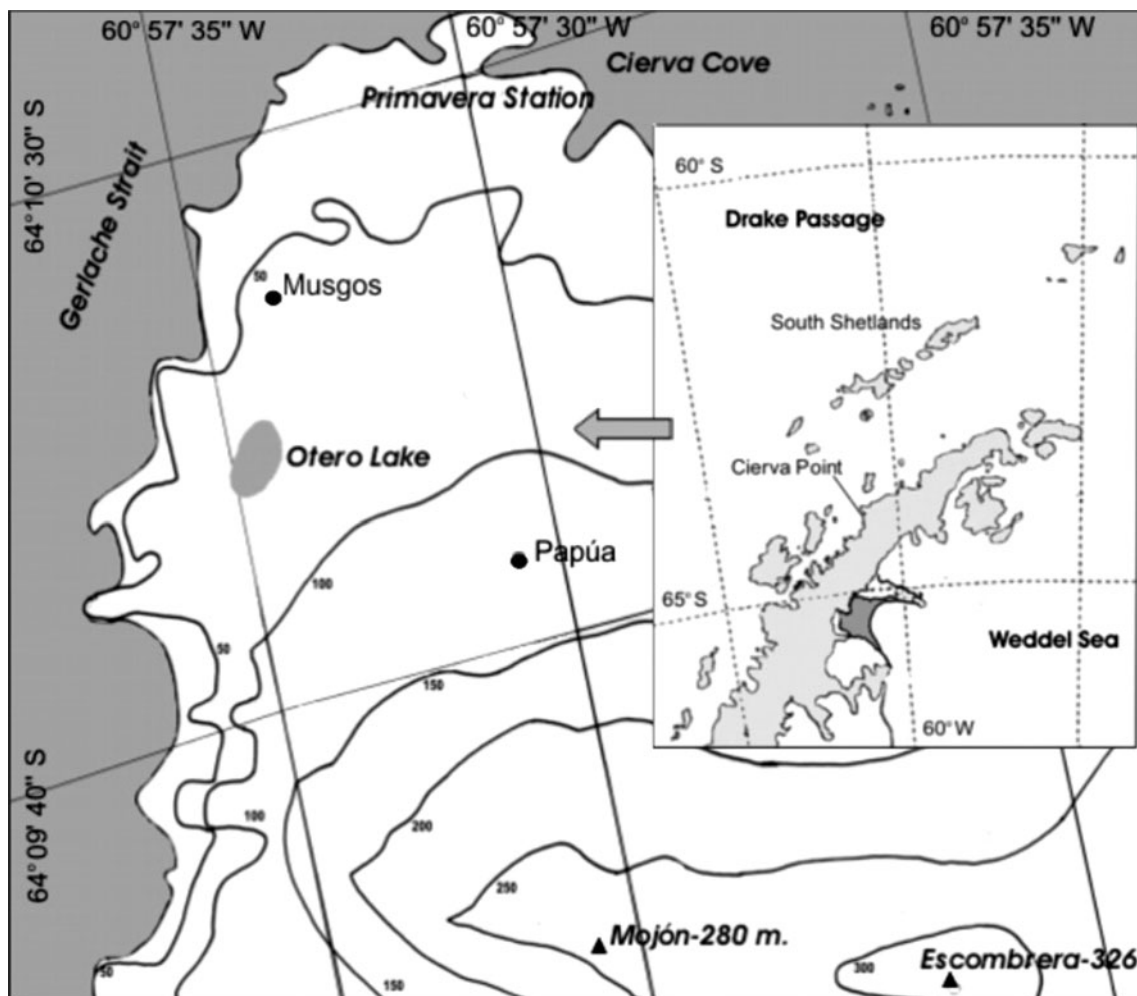 60° 57' 35" W
60° 57' 30" W
60° 57' 35" W
Cierva Cove
Primavera Station
64° 10' 30" S
Gerlache Strait
60° S
Drake Passage
50
Musgos
South Shetlands
Otero Lake
Cierva Point
Papúa
100
65° S
Weddel Sea
50
150
60° W
64° 09' 40" S
100
200
250
Mojón-280 m.
Escombrera-326
300
50
150